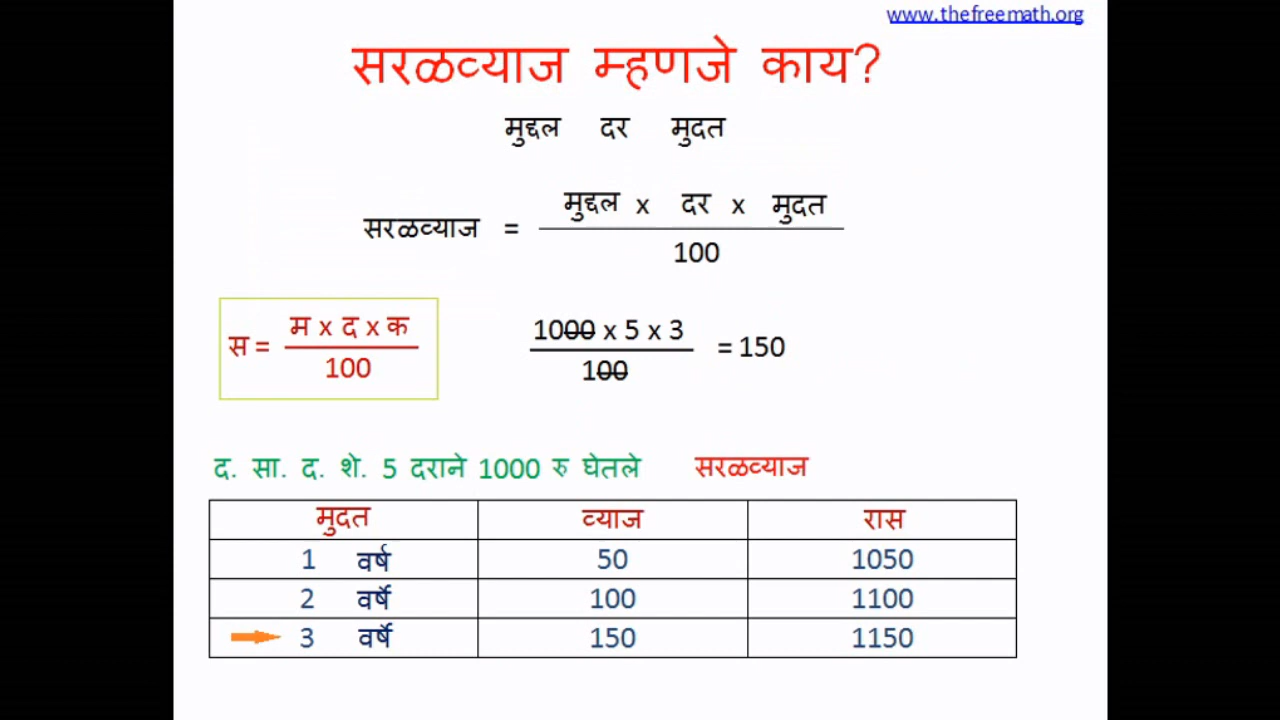 www.thefreemath.org
सरळव्याज म्हणजे काय?
मुद्दल दर मुदत
मुद्दल x दर x मुदत
सरळव्याज =
100
म x द x क
स =
100
1000 x 5 x 3
= 150
100
द. सा. द. शे. 5 दराने 1000 रु घेतले सरळव्याज
मुदत व्याज रास
1 वर्ष 50 1050
2 वर्षे 100 1100
3 वर्षे 150 1150